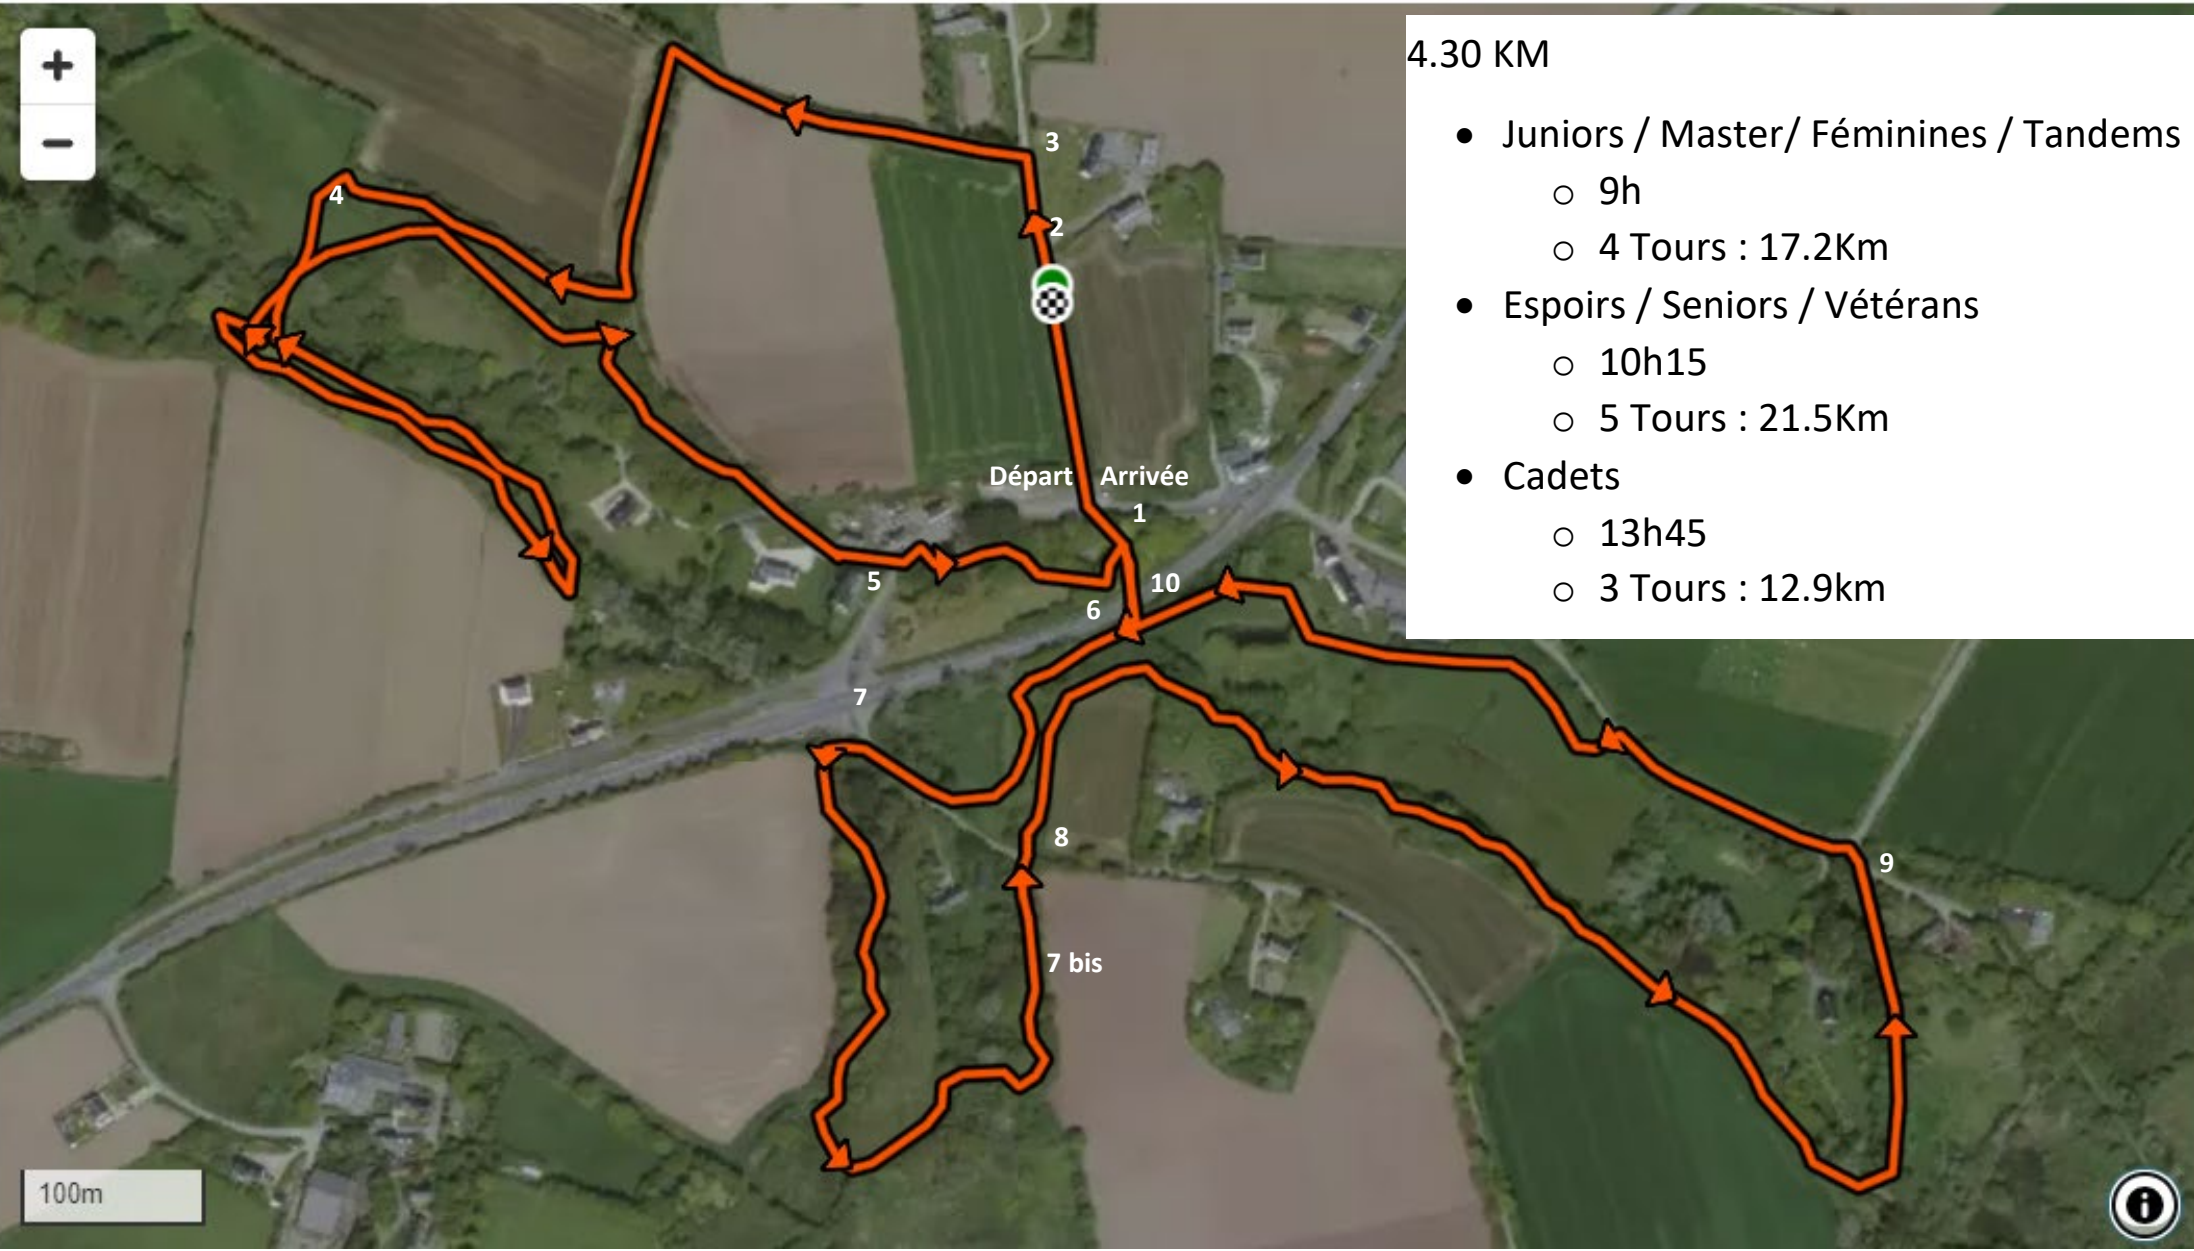 +
−
4.30 KM
• Juniors / Master/ Féminines / Tandems
o 9h
o 4 Tours : 17.2Km
• Espoirs / Seniors / Vétérans
o 10h15
o 5 Tours : 21.5Km
• Cadets
o 13h45
o 3 Tours : 12.9km
3
4
2
Départ Arrivée
1
5
10
6
7
8
9
7 bis
100m
i